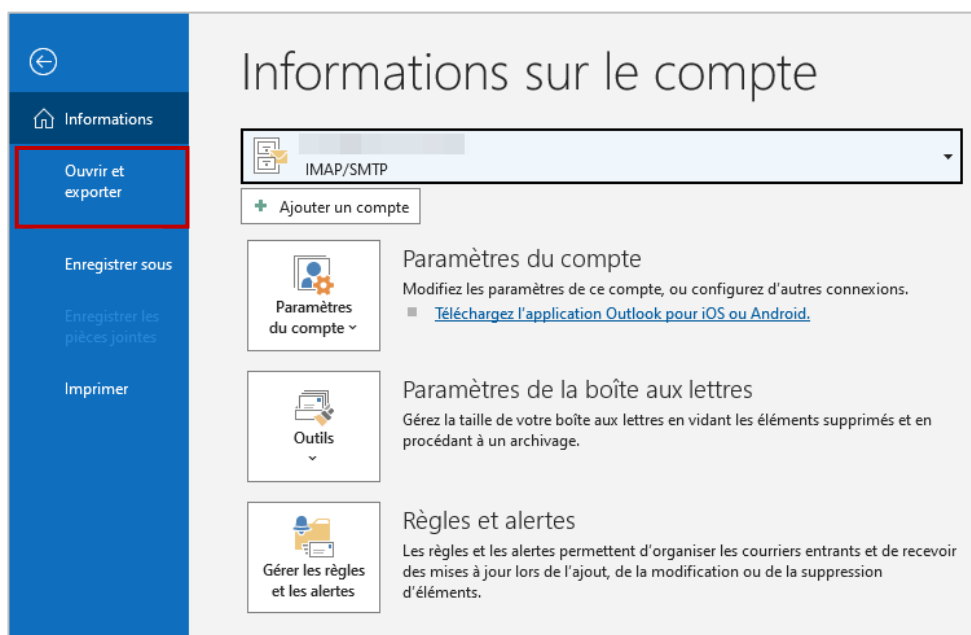 Informations sur le compte
Informations
Ouvrir et
exporter
Enregistrer sous
Enregistrer les
pièces jointes
Imprimer
IMAP/SMTP
Ajouter un compte
Paramètres
du compte
Paramètres du compte
Modifiez les paramètres de ce compte, ou configurez d'autres connexions.
Téléchargez l'application Outlook pour iOS ou Android.
Outils
Paramètres de la boîte aux lettres
Gérez la taille de votre boîte aux lettres en vidant les éléments supprimés et en
procédant à un archivage.
Gérer les règles
et les alertes
Règles et alertes
Les règles et les alertes permettent d'organiser les courriers entrants et de recevoir
des mises à jour lors de l'ajout, de la modification ou de la suppression
d'éléments.